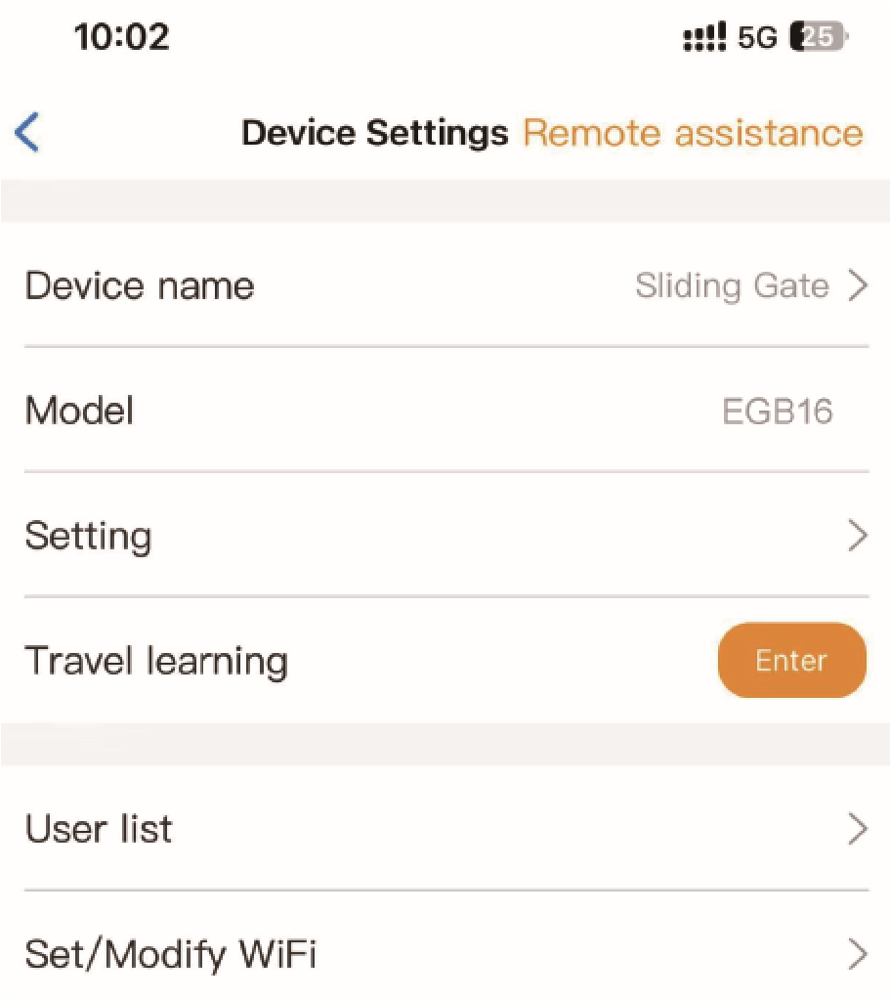 10:02 5G 25
Device Settings Remote assistance
Device name Sliding Gate
Model EGB16
Setting
Travel learning Enter
User list
Set/Modify WiFi